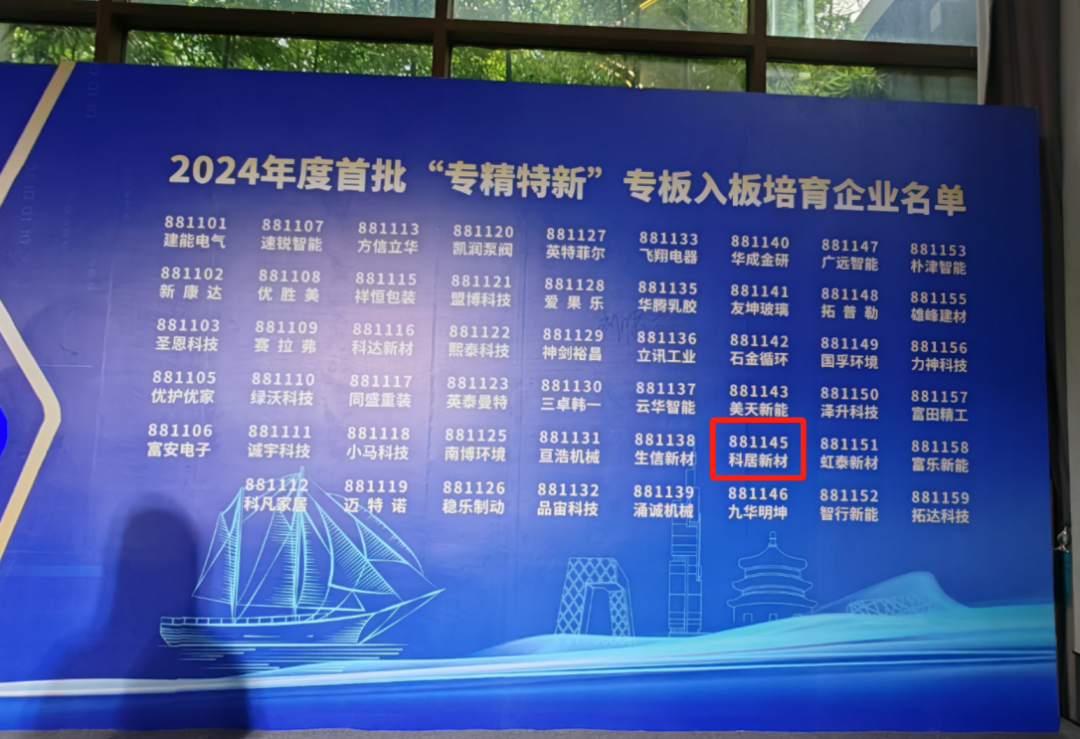 2024年度首批“专精特新”专板入板培育企业名单
881101 881107 881113 881120 881127 881133 881140 881147 881153
建能电气 速锐智能 方信立华 凯润泵阀 英特菲尔 飞翔电器 华成金研 广远智能 朴津智能
881102 881108 881115 881121 881128 881135 881141 881148 881155
新康达 优胜美 祥恒包装 盟博科技 爱果乐 华腾乳胶 友坤玻璃 拓普勒 雄峰建材
881103 881109 881116 881122 881129 881136 881142 881149 881156
圣恩科技 赛拉弗 科达新材 熙泰科技 神剑裕昌 立讯工业 石金循环 国孚环境 力神科技
881105 881110 881117 881123 881130 881137 881143 881150 881157
优护优家 绿沃科技 同盛重装 英泰曼特 三卓韩一 云华智能 美天新能 泽升科技 富田精工
881106 881111 881118 881125 881131 881138 881145 881151 881158
富安电子 诚宇科技 小马科技 南博环境 亘浩机械 生信新材 科居新材 虹泰新材 富乐新能
881112 881119 881126 881132 881139 881146 881152 881159
科凡家居 迈特诺 稳乐制动 品宙科技 涌诚机械 九华明坤 智行新能 拓达科技